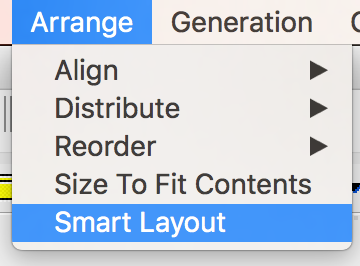 Arrange Generation
Align
Distribute
Reorder
Size To Fit Contents
Smart Layout